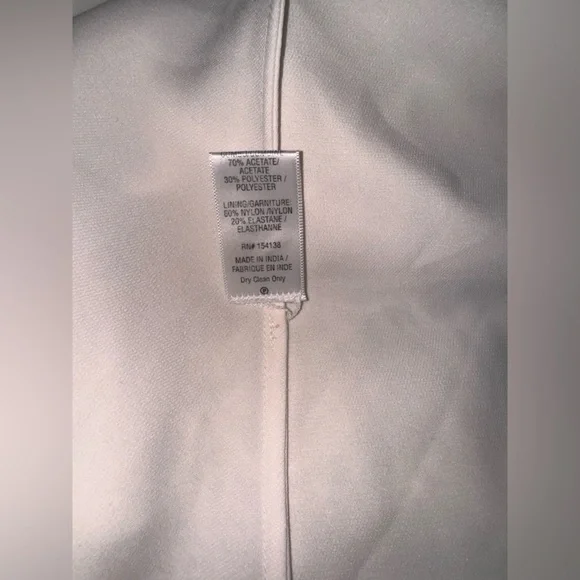 70% ACETATE/
ACETATE
30% POLYESTER /
POLYESTER
LINING/GARNITURE:
80% NYLON /NYLON
20% ELASTANE /
ELASTHANNE
RN# 154138
MADE IN INDIA /
FABRIQUE EN INDE
Dry Clean Only